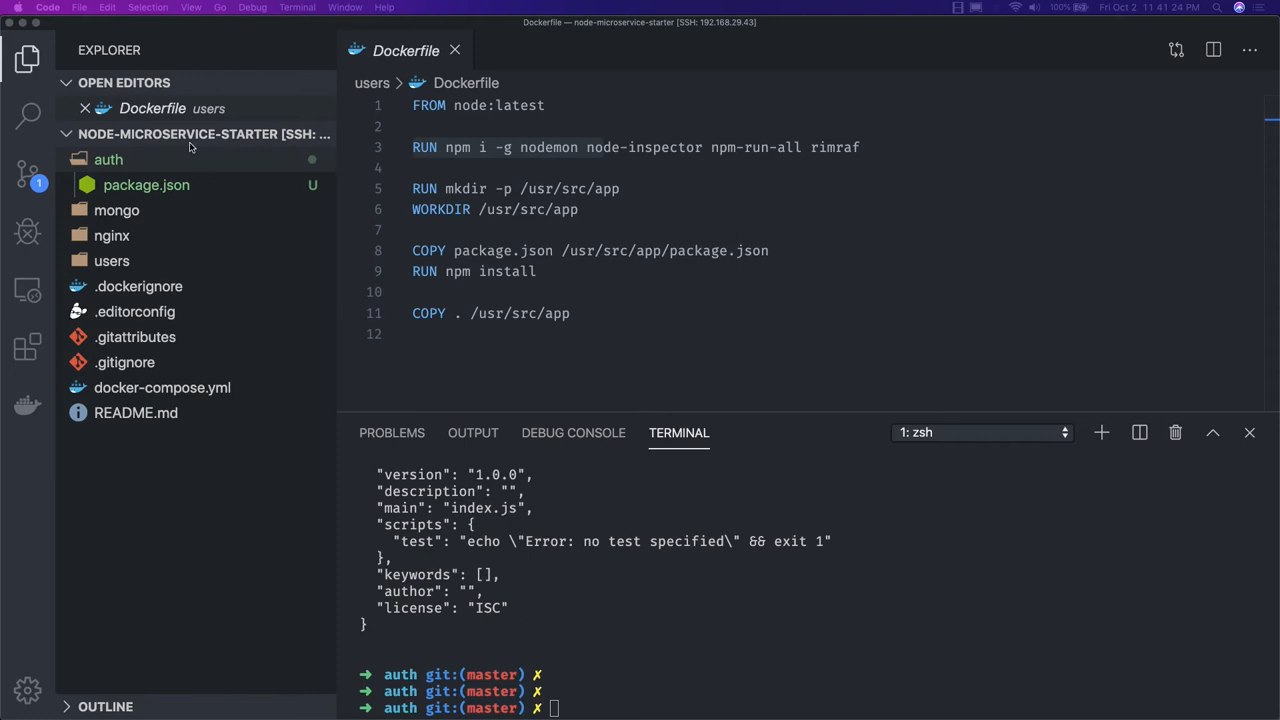 Code File Edit Selection View Go Debug Terminal Window Help 100% Fri Oct 2 11:41:24 AM
Dockerfile — node-microservice-starter [SSH: 192.168.29.43]
EXPLORER
OPEN EDITORS
Dockerfile users
NODE-MICROSERVICE-STARTER [SSH: ...
auth
package.json U
mongo
nginx
users
.dockerignore
.editorconfig
.gitattributes
.gitignore
docker-compose.yml
README.md
OUTLINE
1
Dockerfile
users > Dockerfile
1 FROM node:latest
2
3 RUN npm i -g nodemon node-inspector npm-run-all rimraf
4
5 RUN mkdir -p /usr/src/app
6 WORKDIR /usr/src/app
7
8 COPY package.json /usr/src/app/package.json
9 RUN npm install
10
11 COPY . /usr/src/app
12
PROBLEMS OUTPUT DEBUG CONSOLE TERMINAL 1: zsh
"version": "1.0.0",
"description": "",
"main": "index.js",
"scripts": {
"test": "echo \"Error: no test specified\" && exit 1"
},
"keywords": [],
"author": "",
"license": "ISC"
}
➜ auth git:(master) ✗
➜ auth git:(master) ✗
➜ auth git:(master) ✗